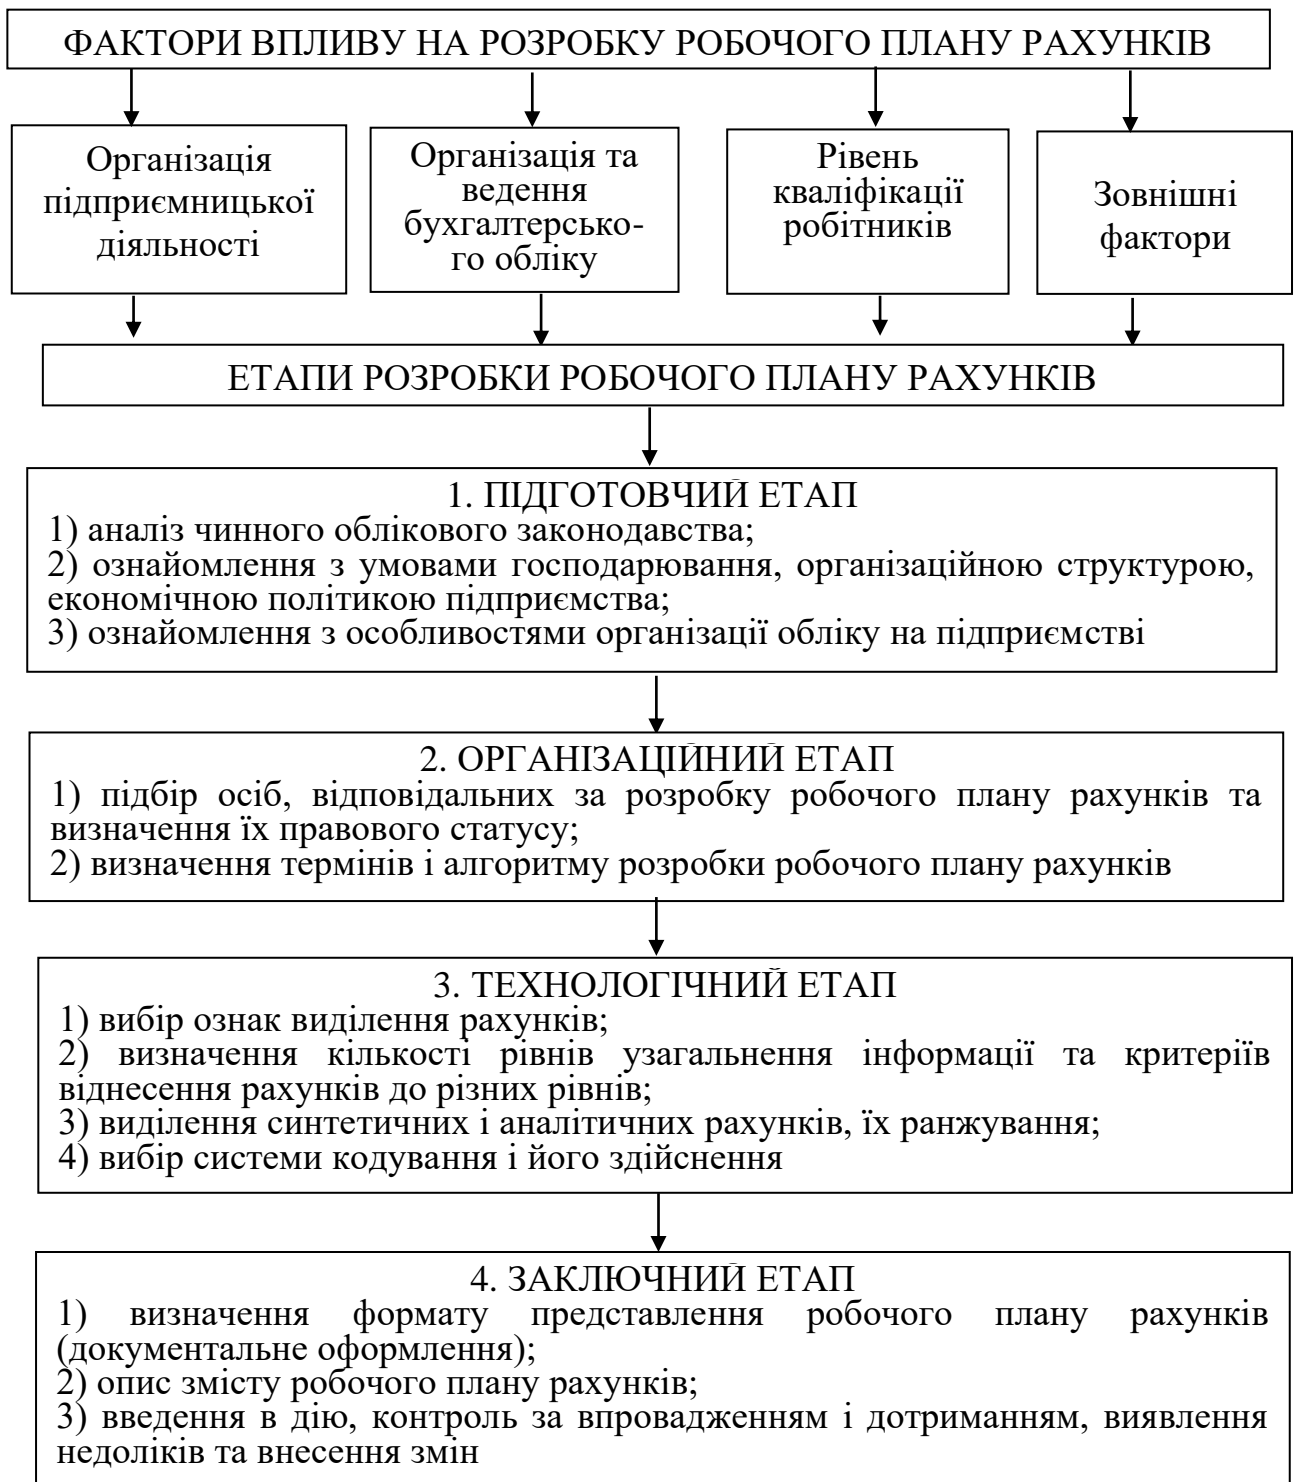 ФАКТОРИ ВПЛИВУ НА РОЗРОБКУ РОБОЧОГО ПЛАНУ РАХУНКІВ
Організація
підприємницької
діяльності
Організація та
ведення
бухгалтерсько-
го обліку
Рівень
кваліфікації
робітників
Зовнішні
фактори
ЕТАПИ РОЗРОБКИ РОБОЧОГО ПЛАНУ РАХУНКІВ
1. ПІДГОТОВЧИЙ ЕТАП
1) аналіз чинного облікового законодавства;
2) ознайомлення з умовами господарювання, організаційною структурою,
економічною політикою підприємства;
3) ознайомлення з особливостями організації обліку на підприємстві
2. ОРГАНІЗАЦІЙНИЙ ЕТАП
1) підбір осіб, відповідальних за розробку робочого плану рахунків та
визначення їх правового статусу;
2) визначення термінів і алгоритму розробки робочого плану рахунків
3. ТЕХНОЛОГІЧНИЙ ЕТАП
1) вибір ознак виділення рахунків;
2) визначення кількості рівнів узагальнення інформації та критеріїв
віднесення рахунків до різних рівнів;
3) виділення синтетичних і аналітичних рахунків, їх ранжування;
4) вибір системи кодування і його здійснення
4. ЗАКЛЮЧНИЙ ЕТАП
1) визначення формату представлення робочого плану рахунків
(документальне оформлення);
2) опис змісту робочого плану рахунків;
3) введення в дію, контроль за впровадженням і дотриманням, виявлення
недоліків та внесення змін